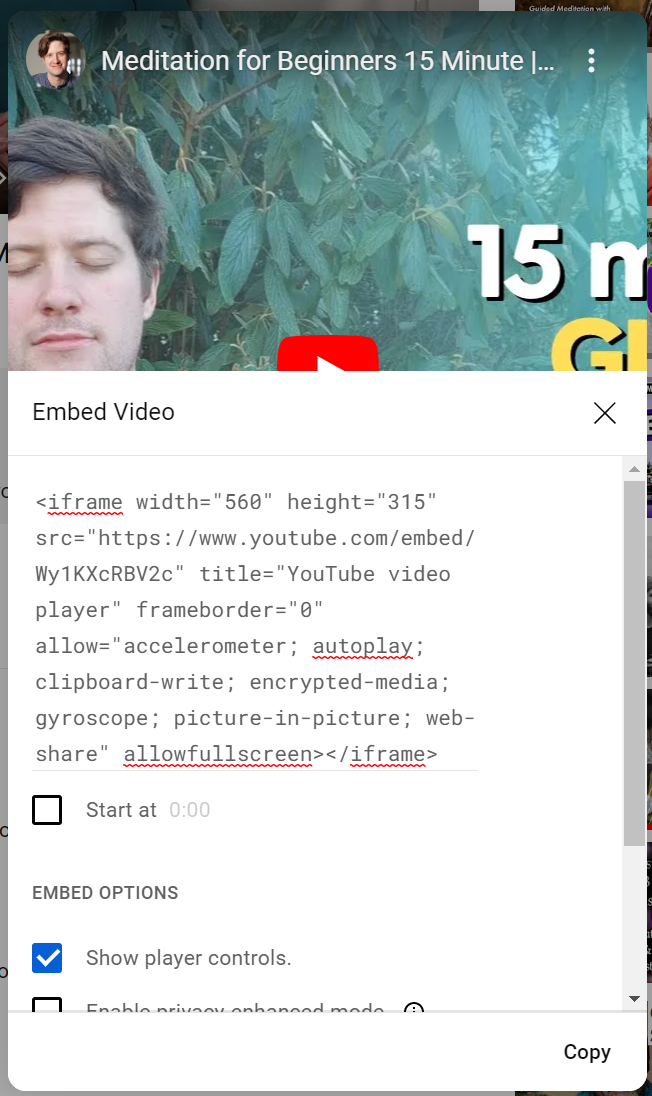 Guided Meditation with
Meditation for Beginners 15 Minute |...
15 m
Embed Video
<iframe width="560" height="315"
src="https://www.youtube.com/embed/
Wy1KXcRBV2c" title="YouTube video
player" frameborder="0"
allow="accelerometer; autoplay;
clipboard-write; encrypted-media;
gyroscope; picture-in-picture; web-
share" allowfullscreen></iframe>
Start at 0:00
EMBED OPTIONS
Show player controls.
Enable privacy-enhanced mode.
Copy